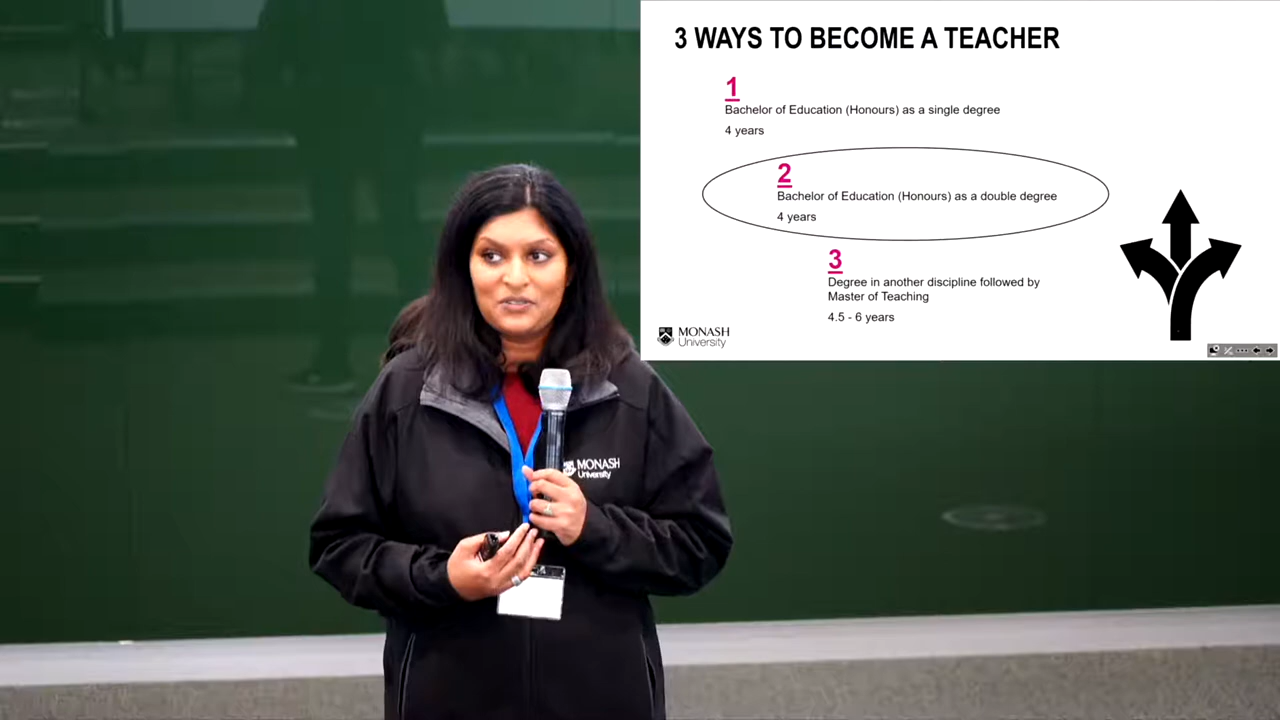 3 WAYS TO BECOME A TEACHER
1
Bachelor of Education (Honours) as a single degree
4 years
2
Bachelor of Education (Honours) as a double degree
4 years
3
Degree in another discipline followed by
Master of Teaching
4.5 - 6 years
MONASH
University
MONASH
University